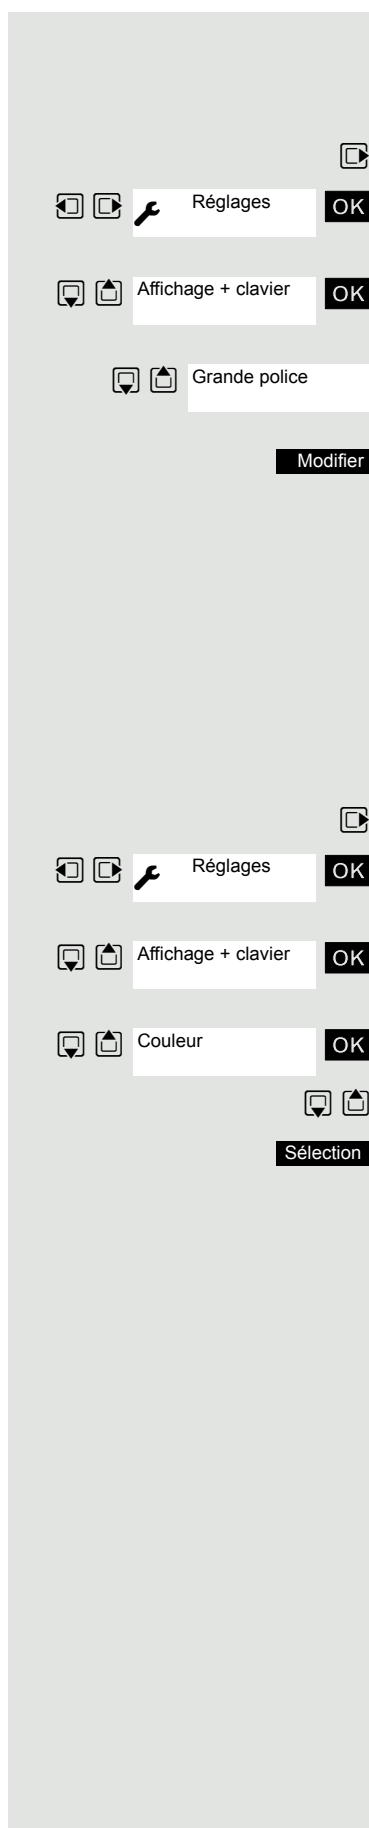 Réglages OK
Affichage + clavier OK
Grande police
Modifier
Réglages OK
Affichage + clavier OK
Couleur OK
Sélection